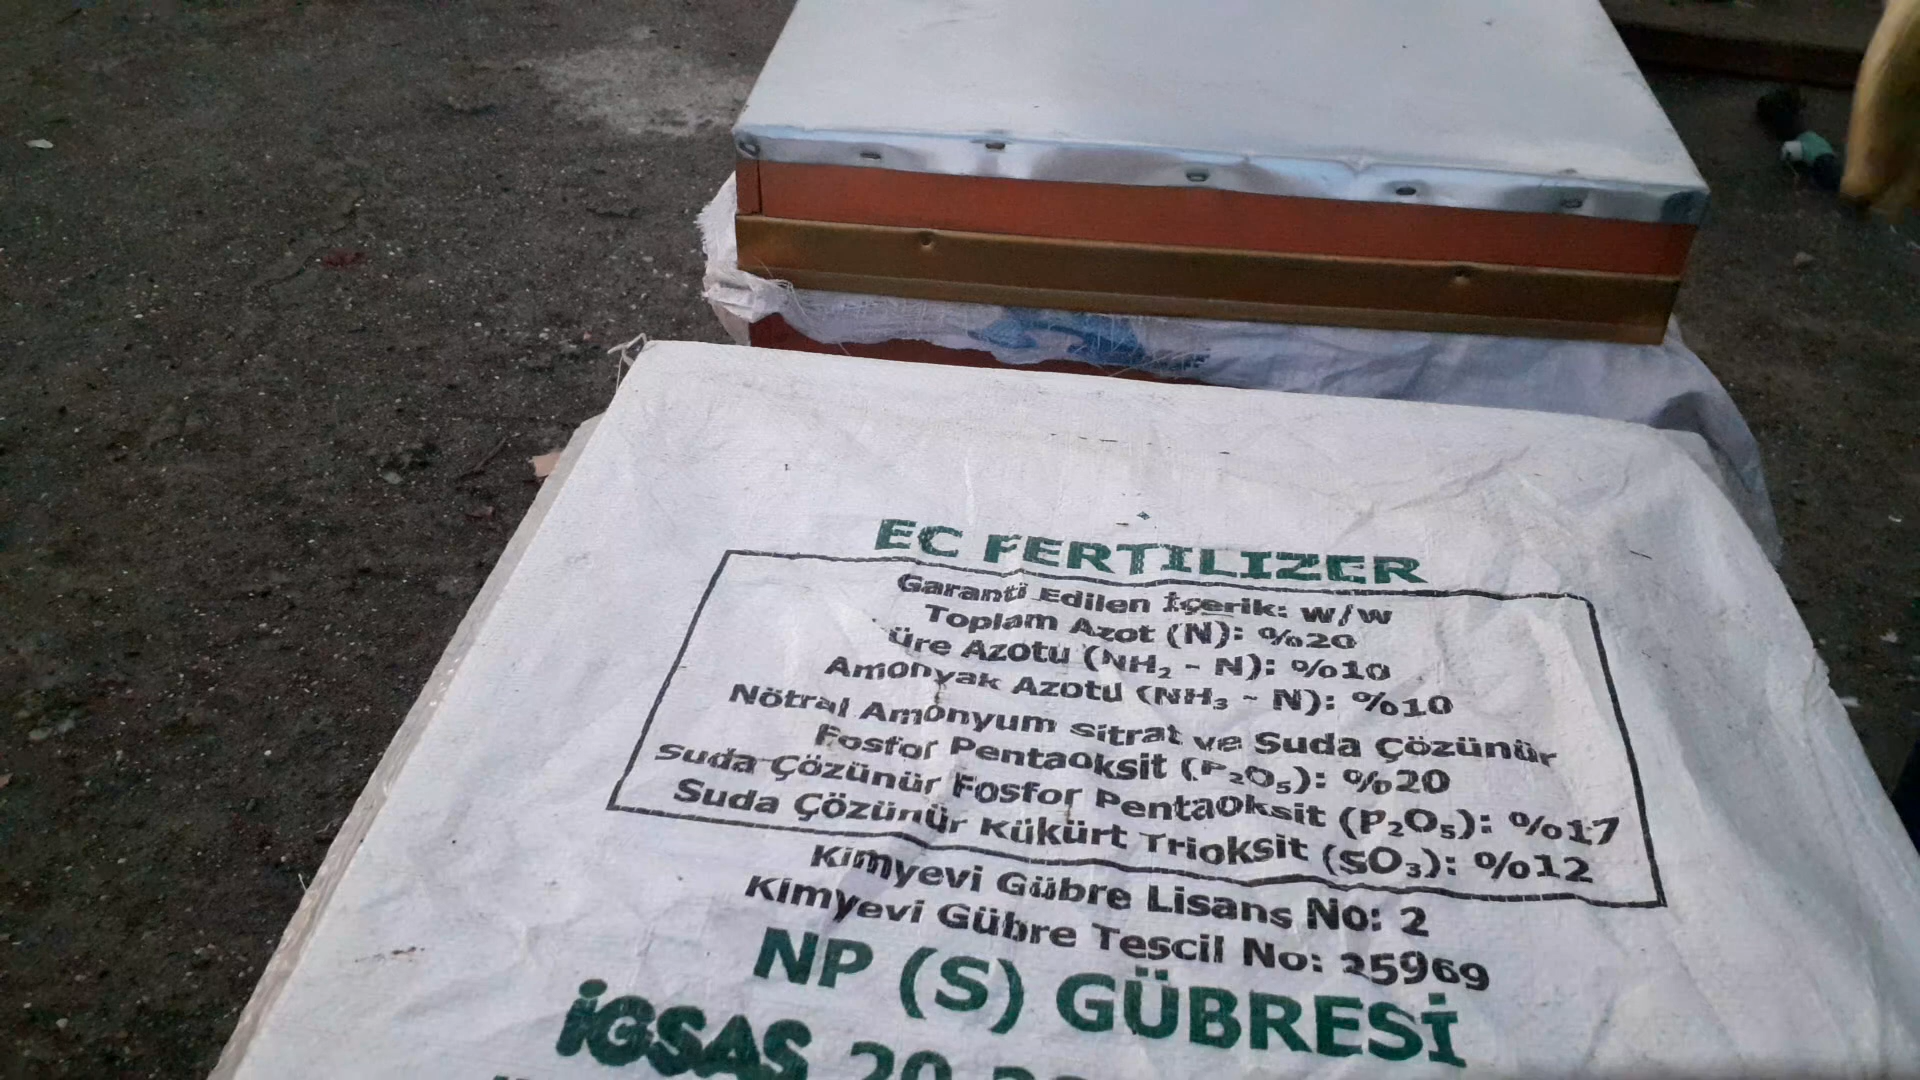 EC FERTILIZER
Garanti Edilen İçerik: W/W
Toplam Azot (N): %20
Üre Azotu (NH₂ - N): %10
Amonyak Azotu (NH₃ - N): %10
Nötral Amonyum sitrat ve Suda Çözünür
Fosfor Pentaoksit (P₂O₅): %20
Suda Çözünür Fosfor Pentaoksit (P₂O₅): %17
Suda Çözünür Kükürt Trioksit (SO₃): %12
Kimyevi Gübre Lisans No: 2
Kimyevi Gübre Tescil No: 25969
NP (S) GÜBRESİ
İGSAŞ 20